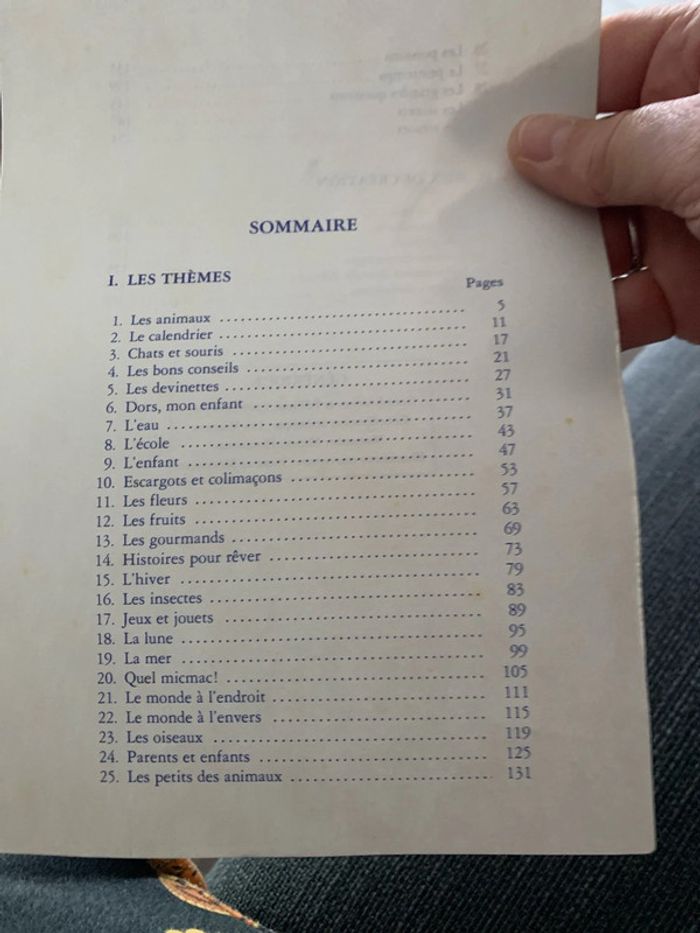 SOMMAIRE
I. LES THÈMES
Pages
1. Les animaux ........ 5
2. Le calendrier ........ 11
3. Chats et souris ........ 17
4. Les bons conseils ........ 21
5. Les devinettes ........ 27
6. Dors, mon enfant ........ 31
7. L'eau ........ 37
8. L'école ........ 43
9. L'enfant ........ 47
10. Escargots et colimaçons ........ 53
11. Les fleurs ........ 57
12. Les fruits ........ 63
13. Les gourmands ........ 69
14. Histoires pour rêver ........ 73
15. L'hiver ........ 79
16. Les insectes ........ 83
17. Jeux et jouets ........ 89
18. La lune ........ 95
19. La mer ........ 99
20. Quel micmac! ........ 105
21. Le monde à l'endroit ........ 111
22. Le monde à l'envers ........ 115
23. Les oiseaux ........ 119
24. Parents et enfants ........ 125
25. Les petits des animaux ........ 131